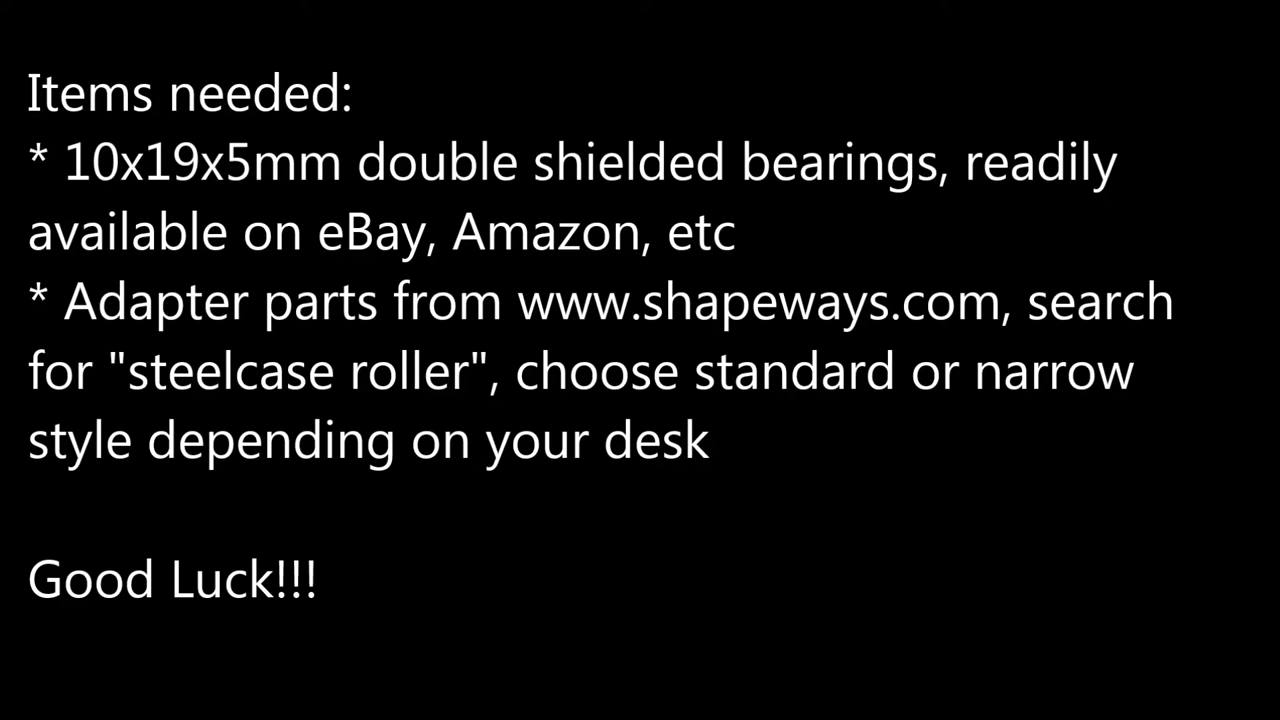 Items needed:
* 10x19x5mm double shielded bearings, readily
available on eBay, Amazon, etc
* Adapter parts from www.shapeways.com, search
for "steelcase roller", choose standard or narrow
style depending on your desk
Good Luck!!!